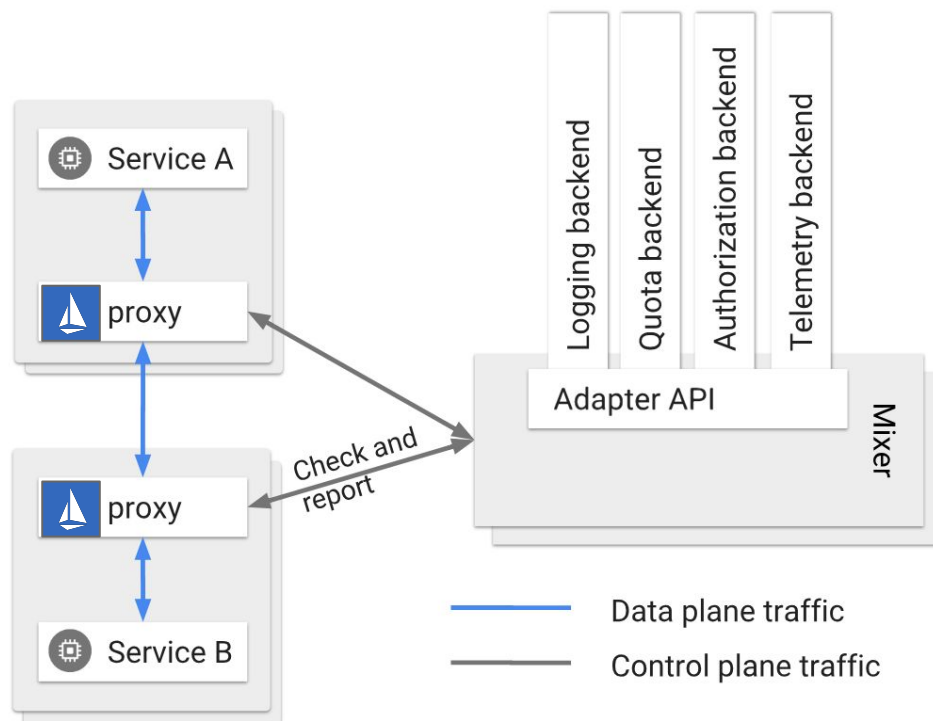 Service A
proxy
proxy
Service B
Check and
report
Logging backend
Quota backend
Authorization backend
Telemetry backend
Adapter API
Mixer
Data plane traffic
Control plane traffic